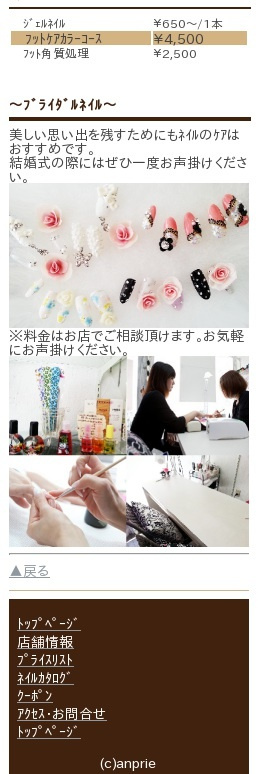 ｼﾞｪﾙﾈｲﾙ ¥650～/1本
ﾌｯﾄｹｱｶﾗｰｺｰｽ ¥4,500
ﾌｯﾄ角質処理 ¥2,500
～ﾌﾞﾗｲﾀﾞﾙﾈｲﾙ～
美しい思い出を残すためにもﾈｲﾙのｹｱは
おすすめです。
結婚式の際にはぜひ一度お声掛けくださ
い。
※料金はお店でご相談頂けます。お気軽
にお声掛けください。
▲戻る
ﾄｯﾌﾟﾍﾟｰｼﾞ
店舗情報
ﾌﾟﾗｲｽﾘｽﾄ
ﾈｲﾙｶﾀﾛｸﾞ
ｸｰﾎﾟﾝ
ｱｸｾｽ･お問合せ
ﾄｯﾌﾟﾍﾟｰｼﾞ
(c)anprie